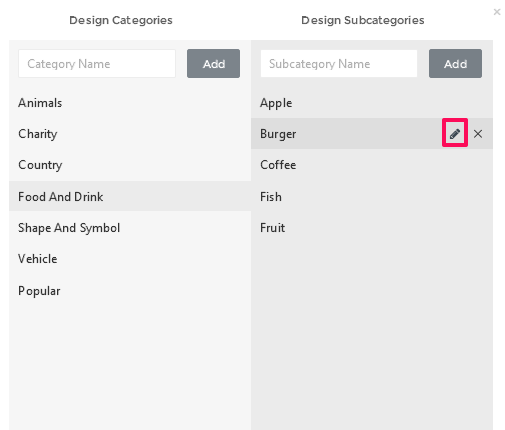 Design Categories
Design Subcategories
Category Name
Add
Subcategory Name
Add
Animals
Apple
Charity
Burger
Country
Coffee
Food And Drink
Fish
Shape And Symbol
Fruit
Vehicle
Popular